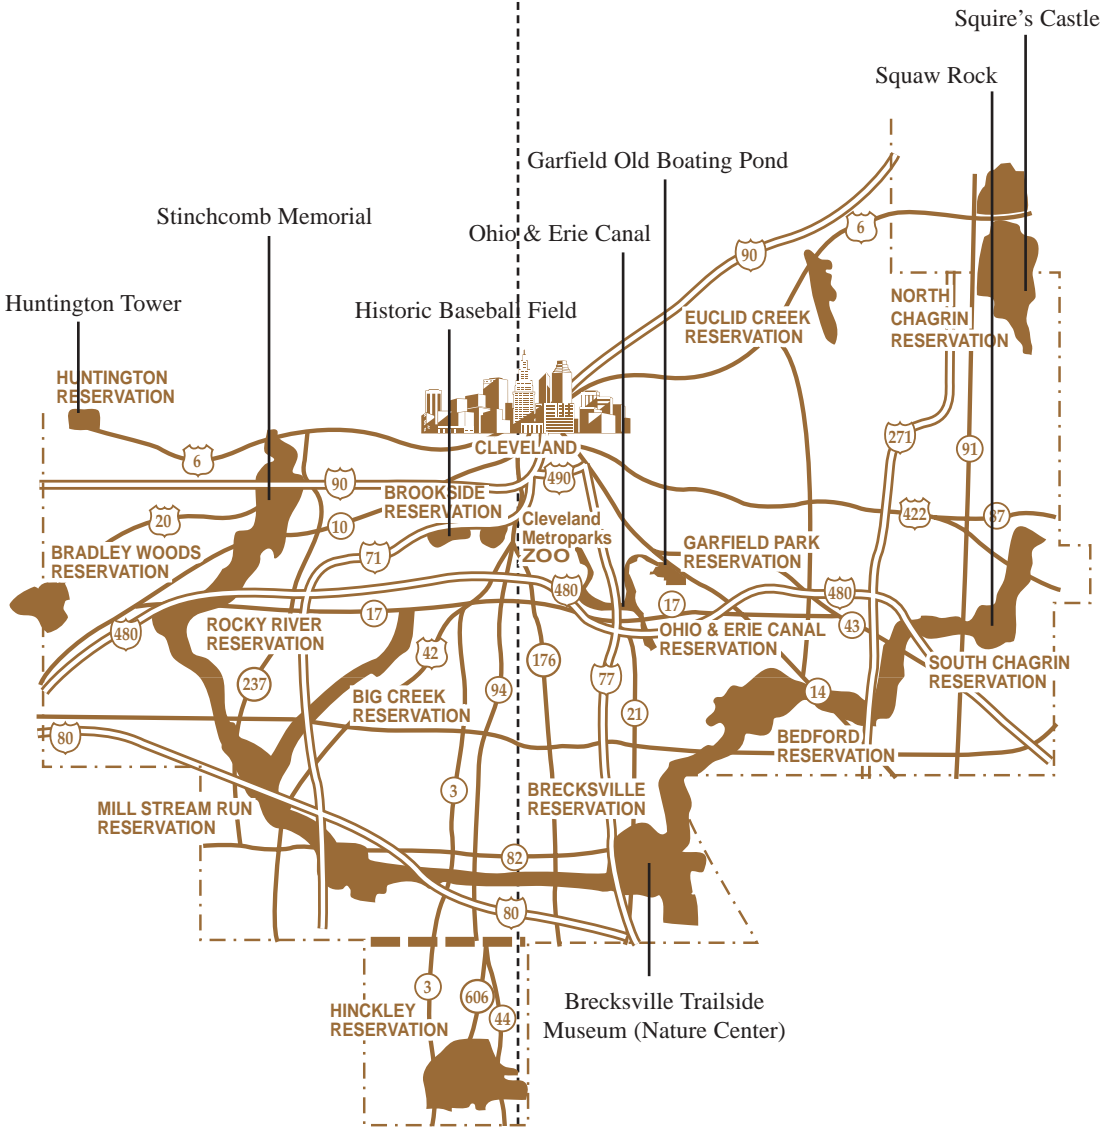 Squire's Castle
Squaw Rock
Garfield Old Boating Pond
Stinchcomb Memorial
Ohio & Erie Canal
6
90
Huntington Tower
Historic Baseball Field
NORTH
CHAGRIN
RESERVATION
EUCLID CREEK
RESERVATION
HUNTINGTON
RESERVATION
CLEVELAND
271
91
6
90
490
BROOKSIDE
RESERVATION
20
10
422
87
Cleveland
Metroparks
ZOO
71
BRADLEY WOODS
RESERVATION
GARFIELD PARK
RESERVATION
480
480
17
17
480
43
ROCKY RIVER
RESERVATION
OHIO & ERIE CANAL
RESERVATION
42
176
SOUTH CHAGRIN
RESERVATION
237
94
77
14
BIG CREEK
RESERVATION
21
80
BEDFORD
RESERVATION
3
BRECKSVILLE
RESERVATION
MILL STREAM RUN
RESERVATION
82
80
3
606
44
HINCKLEY
RESERVATION
Brecksville Trailside
Museum (Nature Center)